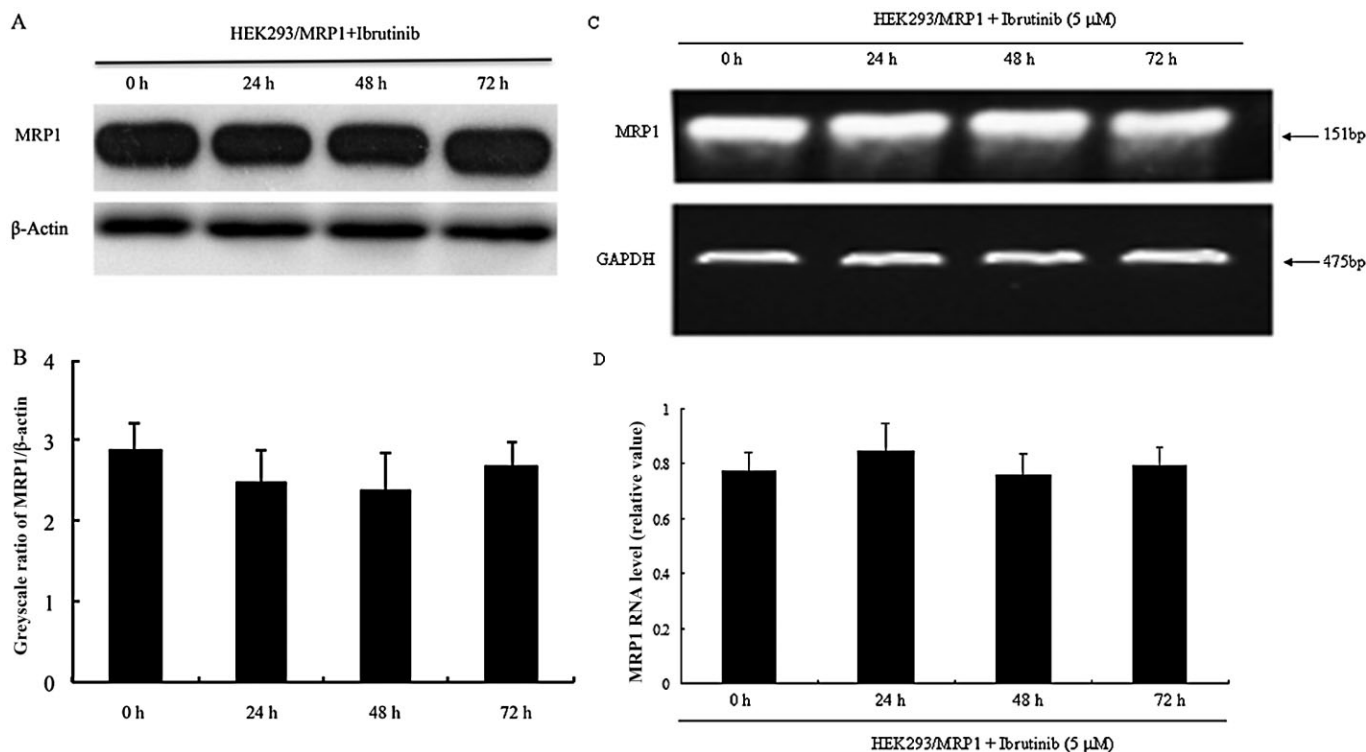 A
HEK293/MRP1+Ibrutinib
0 h 24 h 48 h 72 h
MRP1
β-Actin
B
Greyscale ratio of MRP1/β-actin
4
3
2
1
0
0 h 24 h 48 h 72 h
C
HEK293/MRP1 + Ibrutinib (5 μM)
0 h 24 h 48 h 72 h
MRP1
151bp
GAPDH
475bp
D
MRP1 RNA level (relative value)
1
0.8
0.6
0.4
0.2
0
0 h 24 h 48 h 72 h
HEK293/MRP1 + Ibrutinib (5 μM)